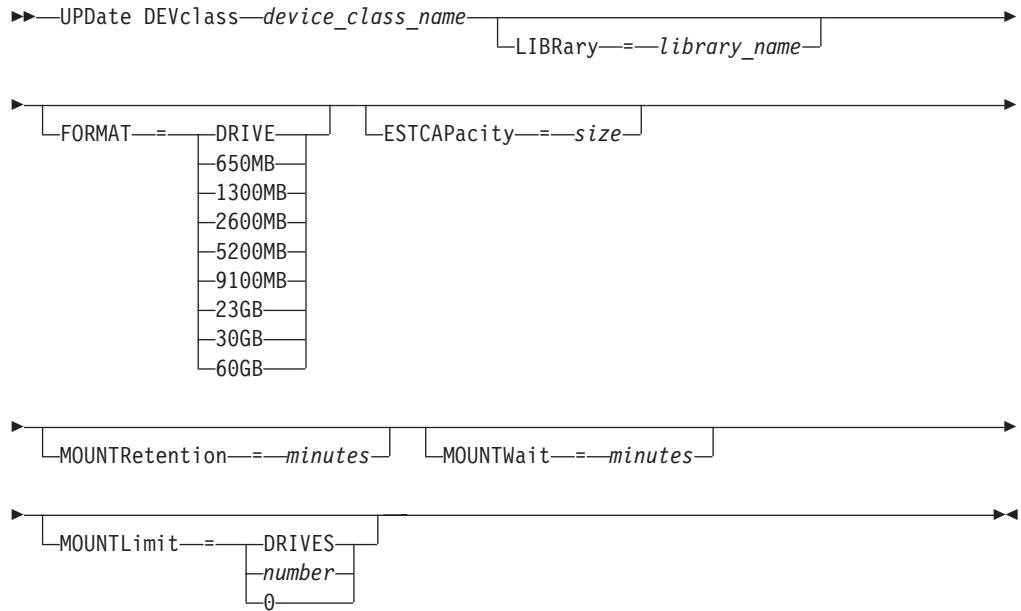 UPDate DEVclass device_class_name
LIBRary = library_name
FORMAT = DRIVE
650MB
1300MB
2600MB
5200MB
9100MB
23GB
30GB
60GB
ESTCAPacity = size
MOUNTRetention = minutes
MOUNTWait = minutes
MOUNTLimit = DRIVES
number
0